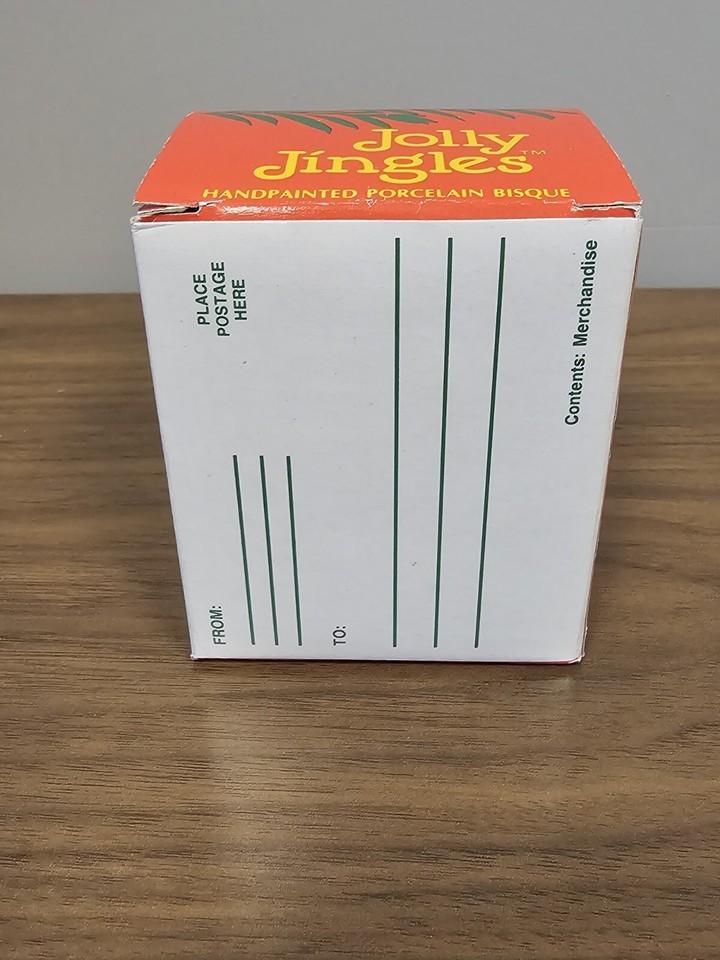 Jolly
Jingles™
HANDPAINTED PORCELAIN BISQUE
PLACE
POSTAGE
HERE
FROM:
TO:
Contents: Merchandise